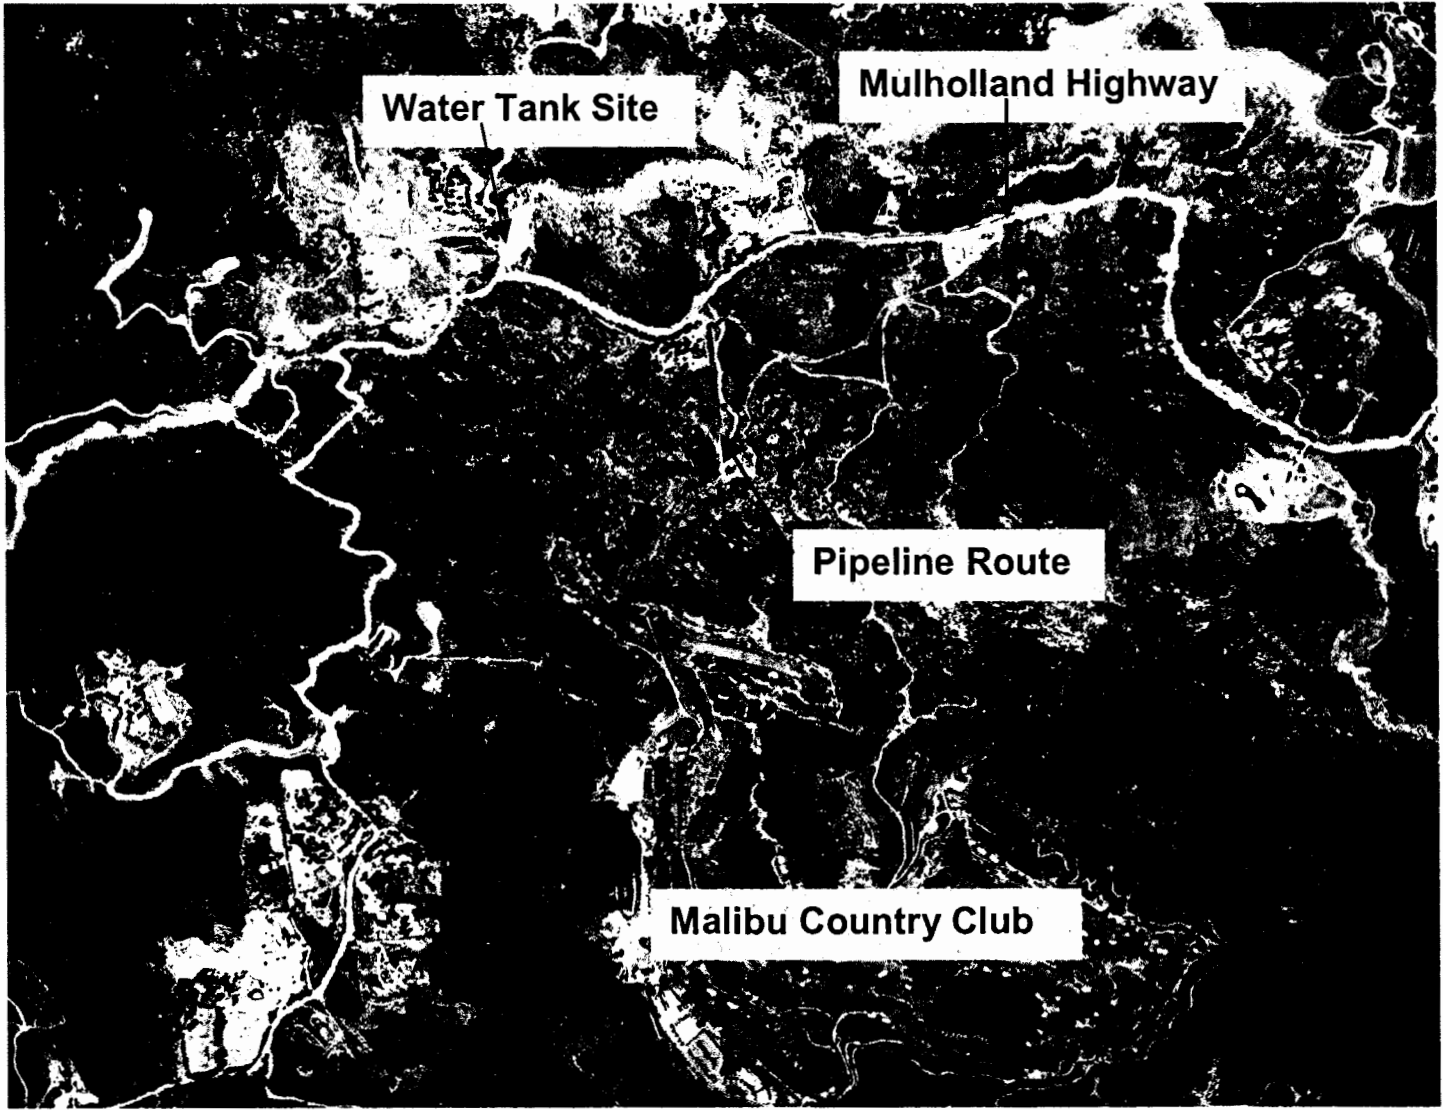 Water Tank Site
Mulholland Highway
Pipeline Route
Malibu Country Club